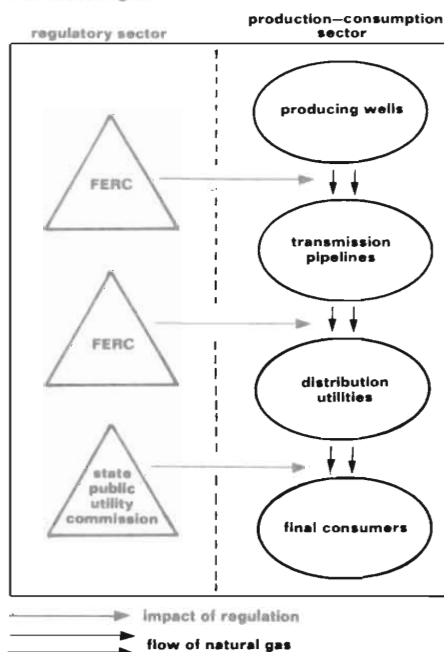 regulatory sector
production—consumption
sector
producing wells
FERC
transmission
pipelines
FERC
distribution
utilities
state
public
utility
commission
final consumers
impact of regulation
flow of natural gas